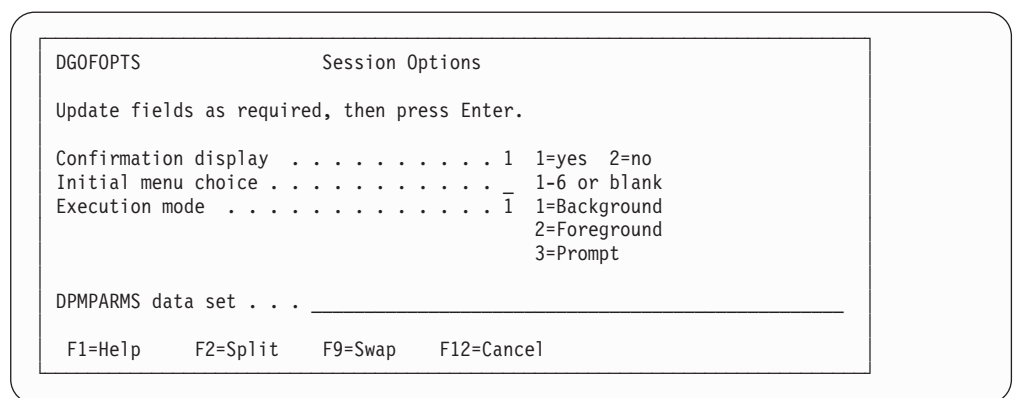 DGOFOPTS Session Options
Update fields as required, then press Enter.
Confirmation display . . . . . . . . . . 1 1=yes 2=no
Initial menu choice . . . . . . . . . . . _ 1-6 or blank
Execution mode . . . . . . . . . . . . . 1 1=Background
2=Foreground
3=Prompt
DPMPARMS data set . . . __________________________________________________
F1=Help F2=Split F9=Swap F12=Cancel